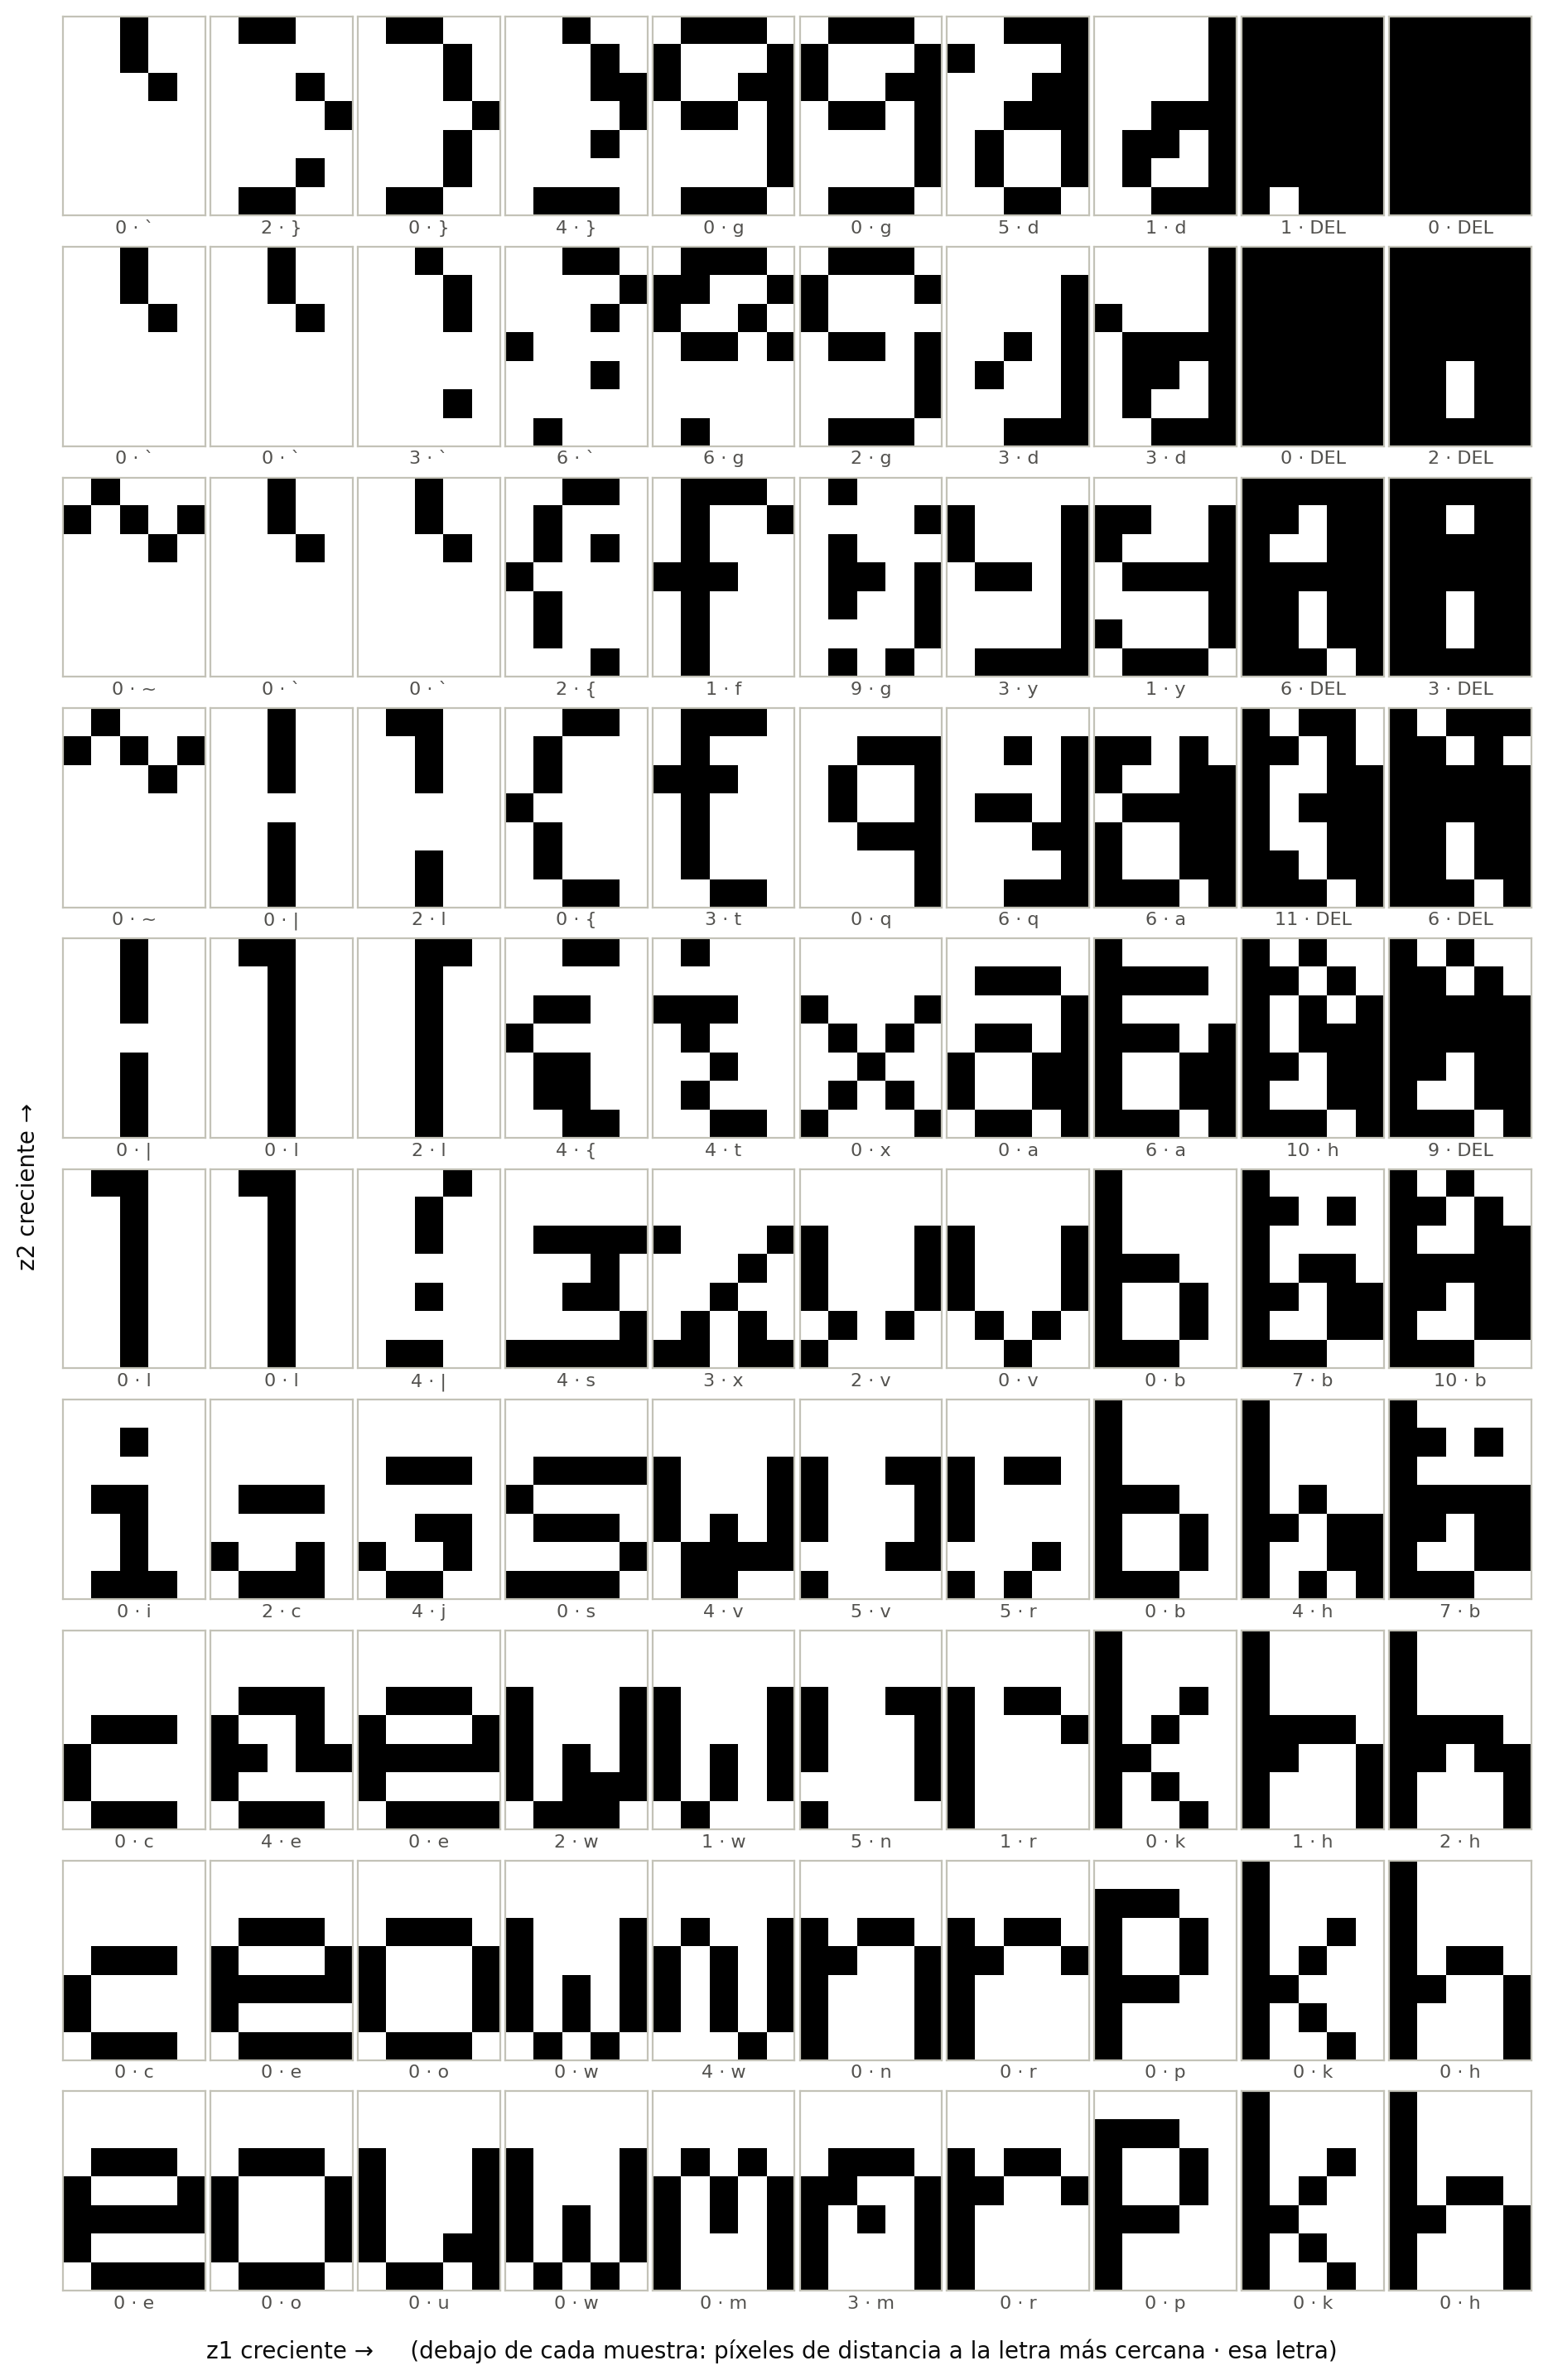 0 · ` 2 · } 0 · } 4 · } 0 · g 0 · g 5 · d 1 · d 1 · DEL 0 · DEL
0 · ` 0 · ` 3 · ` 6 · ` 6 · g 2 · g 3 · d 3 · d 0 · DEL 2 · DEL
0 · ~ 0 · ` 0 · ` 2 · { 1 · f 9 · g 3 · y 1 · y 6 · DEL 3 · DEL
0 · ~ 0 · | 2 · l 0 · { 3 · t 0 · q 6 · q 6 · a 11 · DEL 6 · DEL
0 · | 0 · l 2 · l 4 · { 4 · t 0 · x 0 · a 6 · a 10 · h 9 · DEL
0 · l 0 · l 4 · | 4 · s 3 · x 2 · v 0 · v 0 · b 7 · b 10 · b
0 · i 2 · c 4 · j 0 · s 4 · v 5 · v 5 · r 0 · b 4 · h 7 · b
0 · c 4 · e 0 · e 2 · w 1 · w 5 · n 1 · r 0 · k 1 · h 2 · h
0 · c 0 · e 0 · o 0 · w 4 · w 0 · n 0 · r 0 · p 0 · k 0 · h
0 · e 0 · o 0 · u 0 · w 0 · m 3 · m 0 · r 0 · p 0 · k 0 · h
z2 creciente →
z1 creciente → (debajo de cada muestra: píxeles de distancia a la letra más cercana · esa letra)